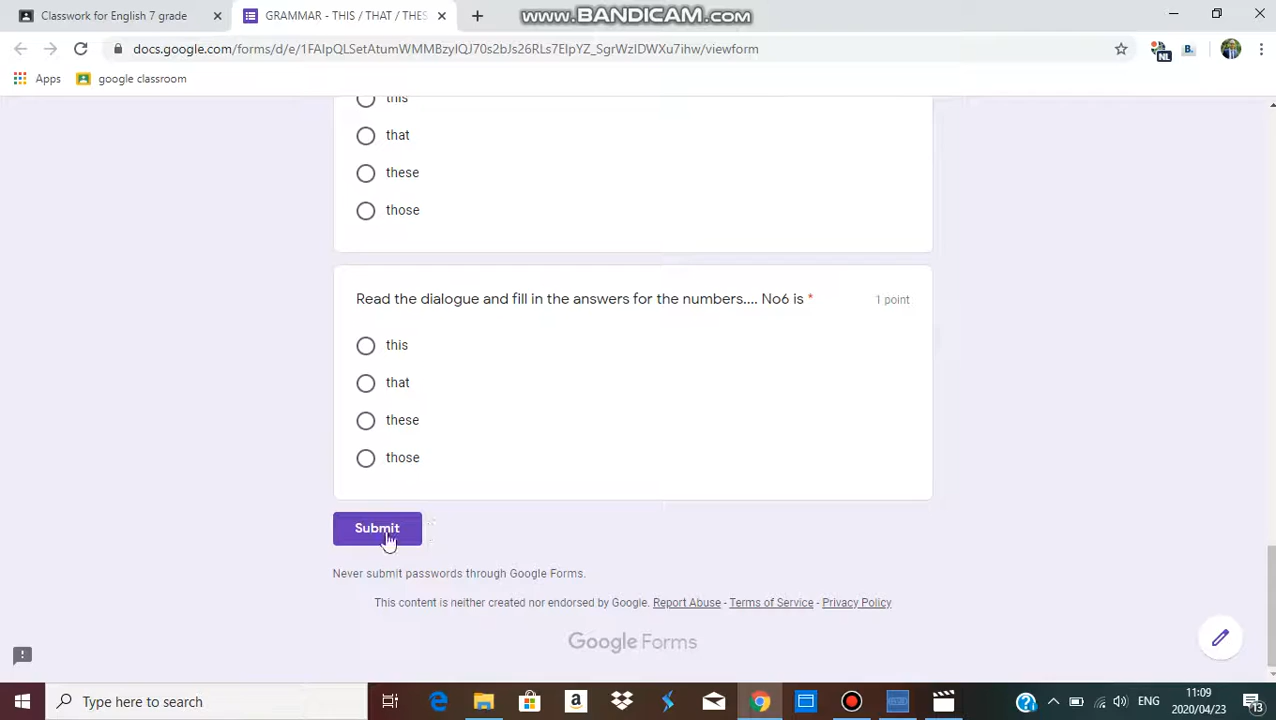 Classwork for English 7 grade
GRAMMAR - THIS / THAT / THES
www.BANDICAM.com
docs.google.com/forms/d/e/1FAIpQLSetAtumWMMBzyIQJ70s2bJs26RLs7EIpYZ_SgrWzIDWXu7ihw/viewform
NL
B.
Apps
google classroom
this
that
these
those
Read the dialogue and fill in the answers for the numbers.... No6 is *
1 point
this
that
these
those
Submit
Never submit passwords through Google Forms.
This content is neither created nor endorsed by Google. Report Abuse - Terms of Service - Privacy Policy
Google Forms
Type here to search
ENG
11:09
2020/04/23
13